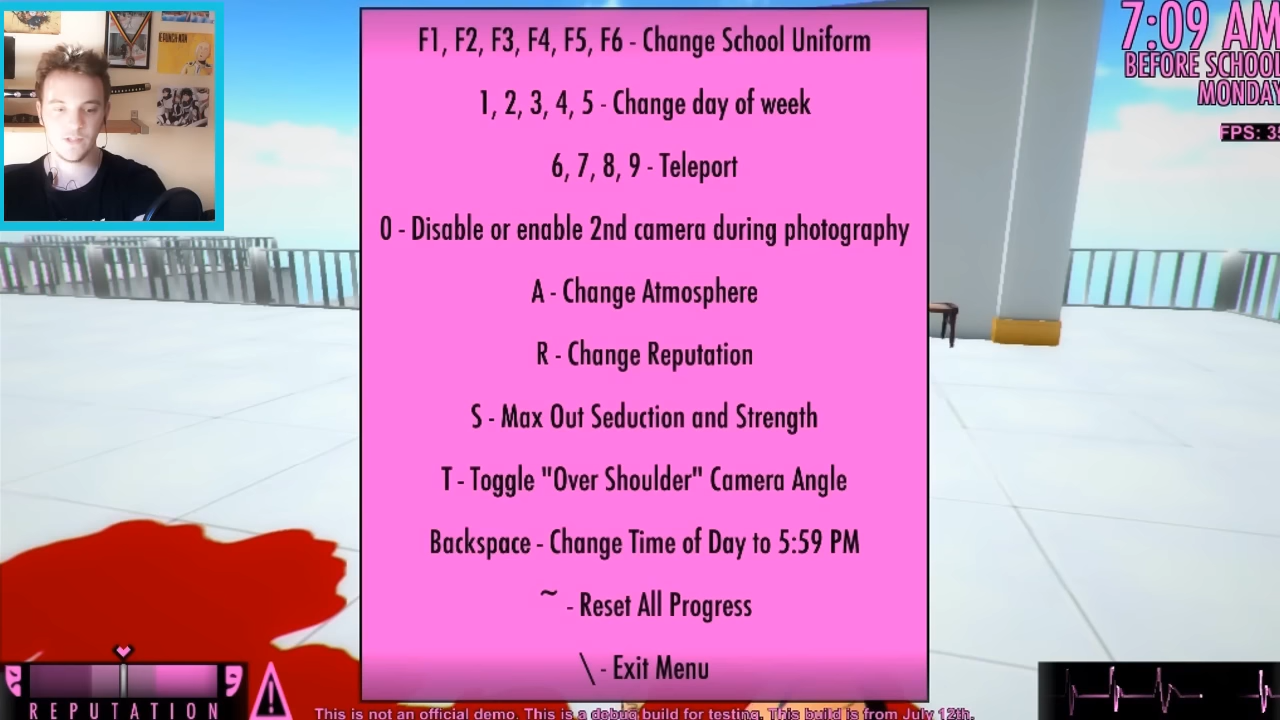 F1, F2, F3, F4, F5, F6 - Change School Uniform
1, 2, 3, 4, 5 - Change day of week
6, 7, 8, 9 - Teleport
0 - Disable or enable 2nd camera during photography
A - Change Atmosphere
R - Change Reputation
S - Max Out Seduction and Strength
T - Toggle "Over Shoulder" Camera Angle
Backspace - Change Time of Day to 5:59 PM
~ - Reset All Progress
\ - Exit Menu
7:09 AM
BEFORE SCHOOL
MONDAY
FPS: 3
REPUTATION
This is not an official demo. This is a debug build for testing. This build is from July 12th.